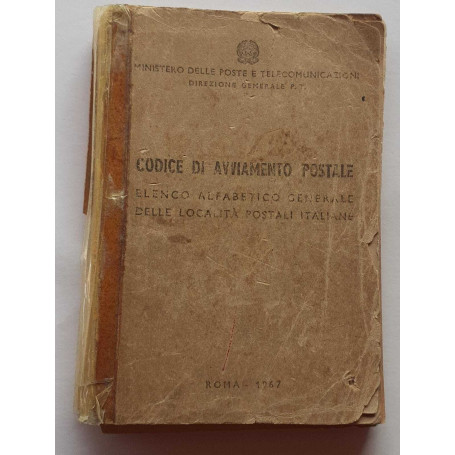 MINISTERO DELLE POSTE E TELECOMUNICAZIONI
DIREZIONE GENERALE P. T.
CODICE DI AVVIAMENTO POSTALE
ELENCO ALFABETICO GENERALE
DELLE LOCALITÀ POSTALI ITALIANE
ROMA - 1967